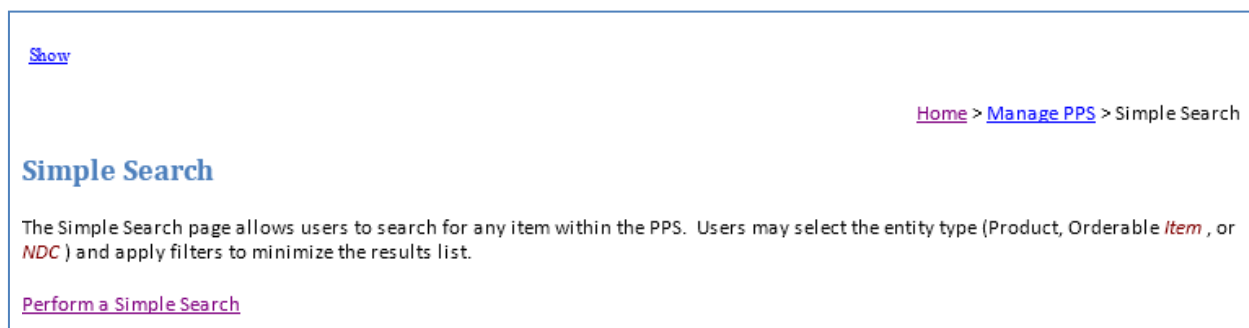 Show
Home > Manage PPS > Simple Search
Simple Search
The Simple Search page allows users to search for any item within the PPS.  Users may select the entity type (Product, Orderable Item , or
NDC ) and apply filters to minimize the results list.
Perform a Simple Search